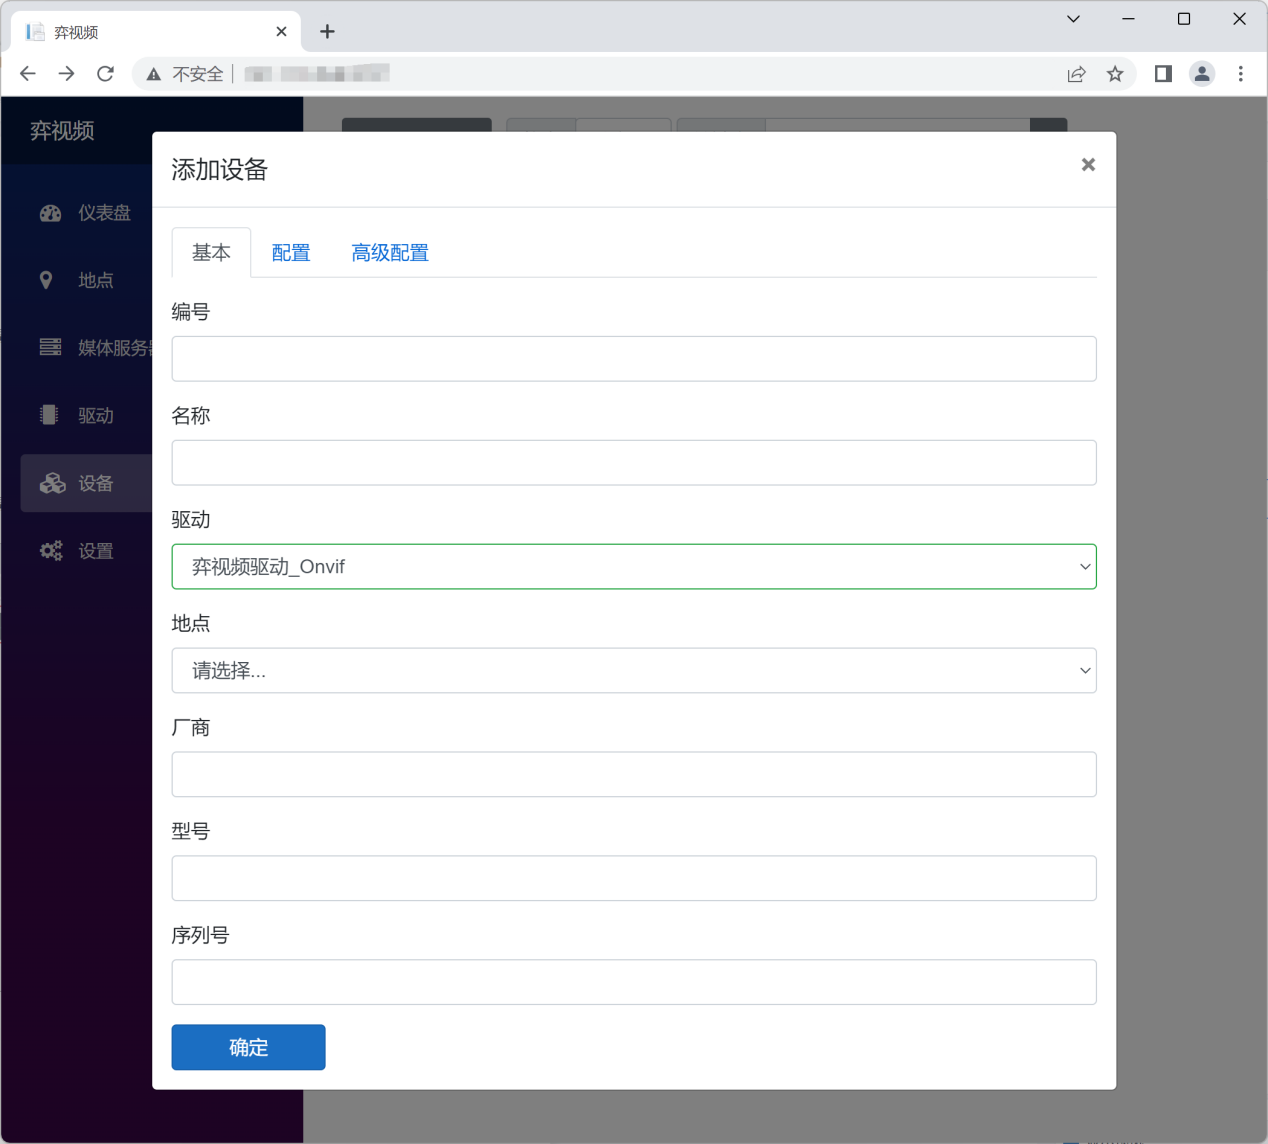 弈视频
不安全
弈视频
仪表盘
地点
媒体服务
驱动
设备
设置
添加设备
基本
配置
高级配置
编号
名称
驱动
弈视频驱动_Onvif
地点
请选择...
厂商
型号
序列号
确定